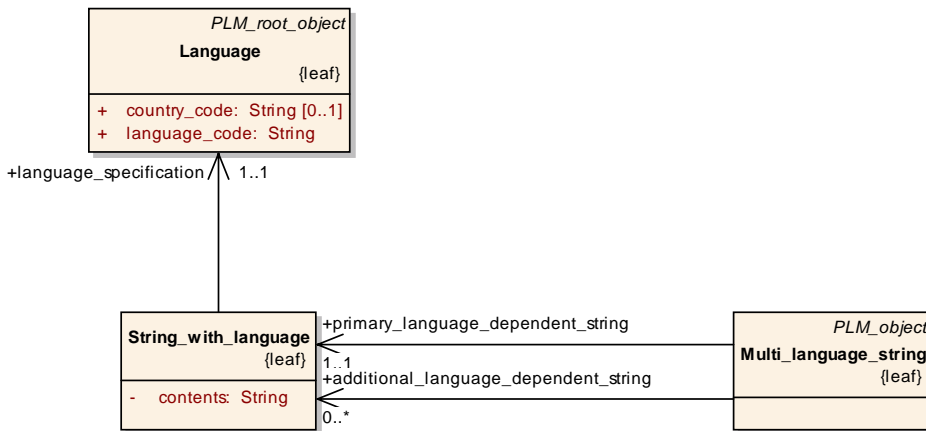 PLM_root_object
Language
{leaf}
+ country_code: String [0..1]
+ language_code: String
+language_specification 1..1
String_with_language
{leaf}
- contents: String
+primary_language_dependent_string
1..1
+additional_language_dependent_string
0..*
PLM_object
Multi_language_string
{leaf}